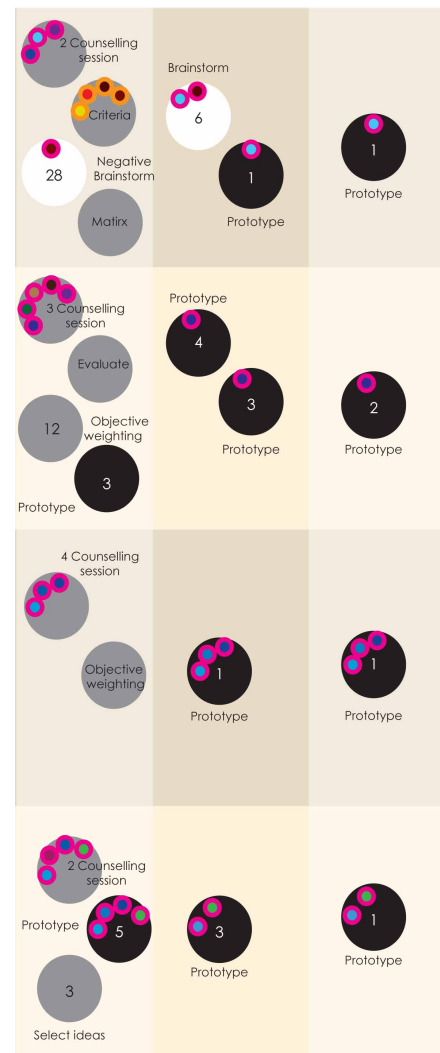 2 Counselling
session
Criteria
28
Negative
Brainstorm
Matirx
Brainstorm
6
1
Prototype
1
Prototype
3 Counselling
session
Evaluate
12
Objective
weighting
3
Prototype
Prototype
4
3
Prototype
2
Prototype
4 Counselling
session
Objective
weighting
1
Prototype
1
Prototype
2 Counselling
session
Prototype
5
3
Select ideas
3
Prototype
1
Prototype